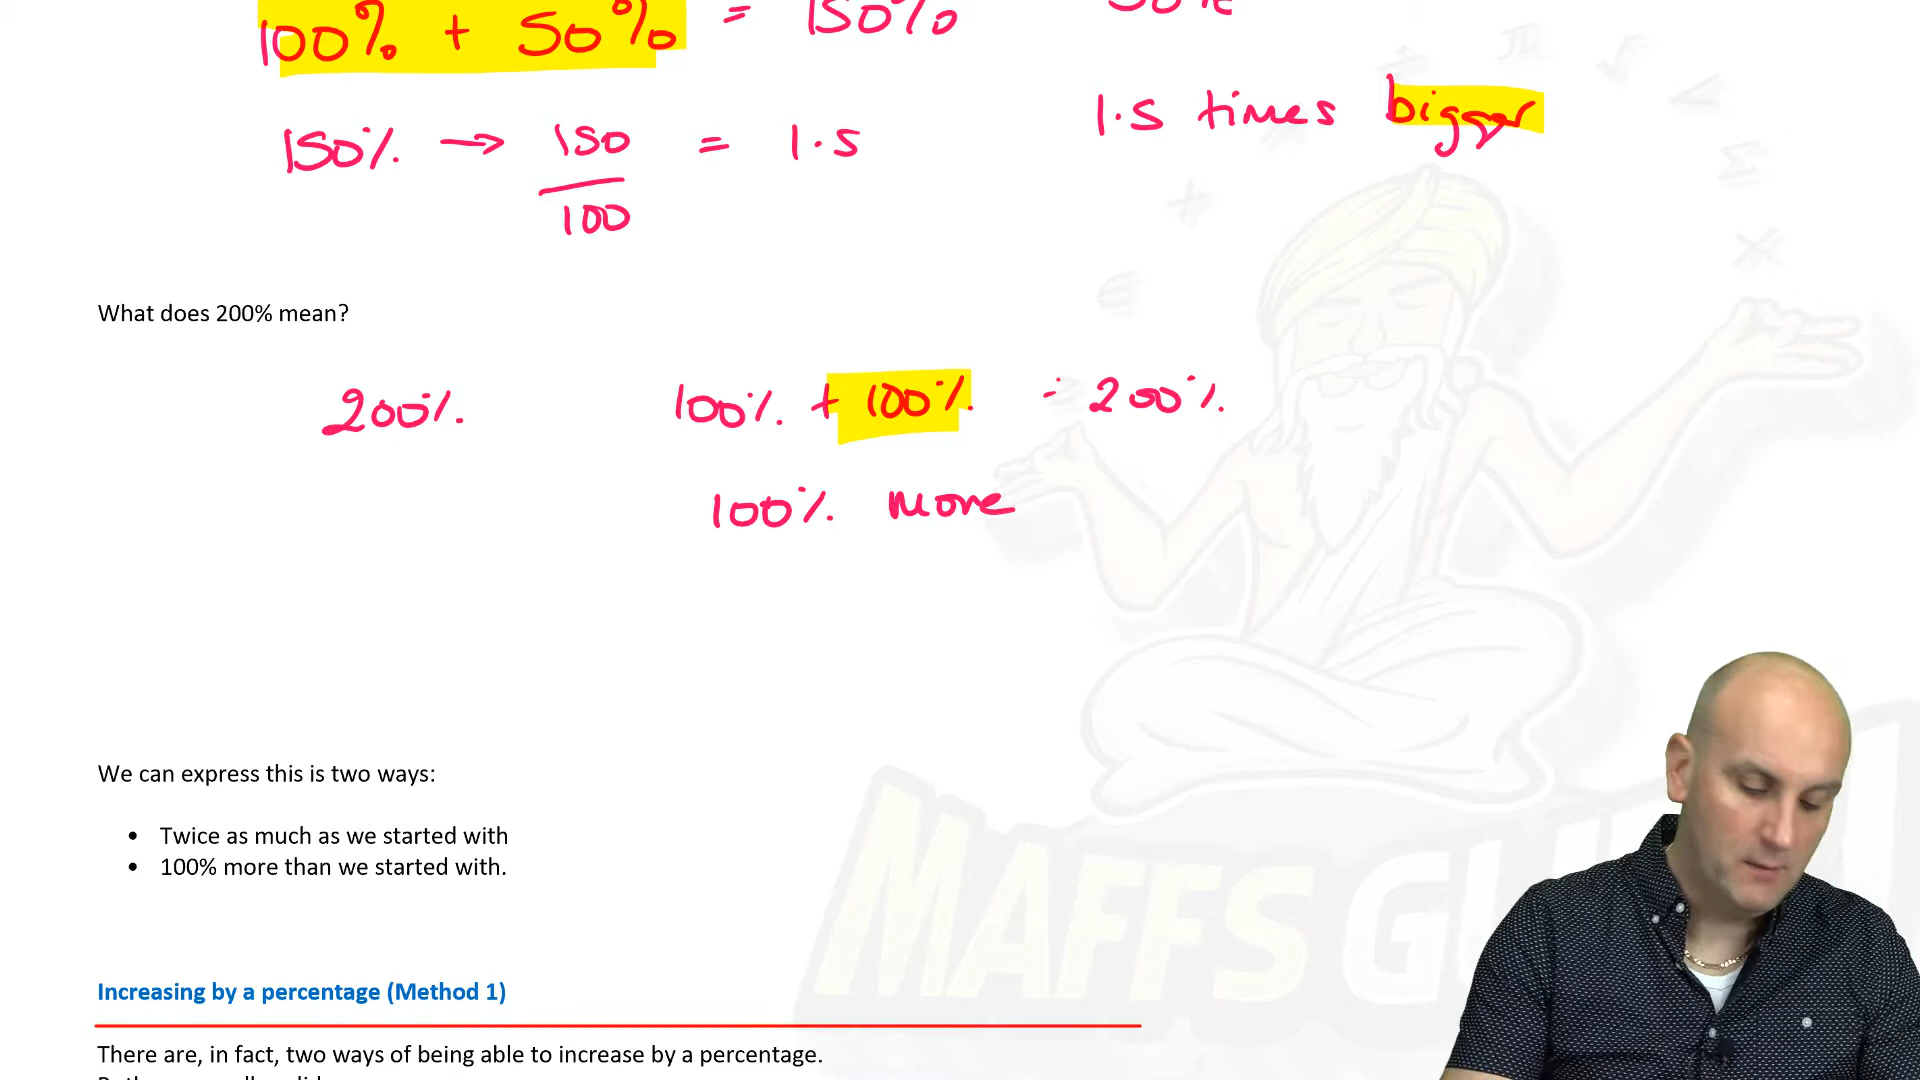 100% + 50% = 150%
1.5 times bigger
150% → 150 = 1.5
100
What does 200% mean?
200% 100% + 100% = 200%
100% more
We can express this is two ways:
• Twice as much as we started with
• 100% more than we started with.
MAFFS GU
Increasing by a percentage (Method 1)
There are, in fact, two ways of being able to increase by a percentage.